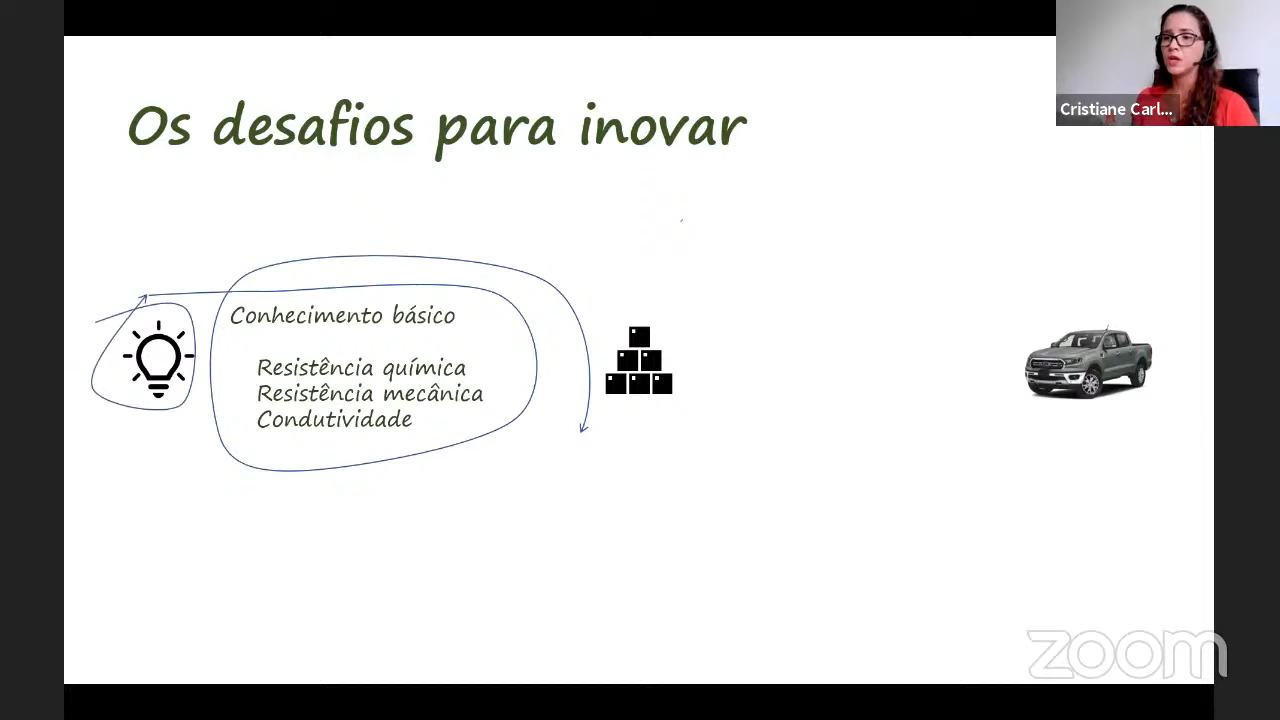 Os desafios para inovar
Cristiane Carl...
Conhecimento básico
Resistência química
Resistência mecânica
Condutividade
zoom